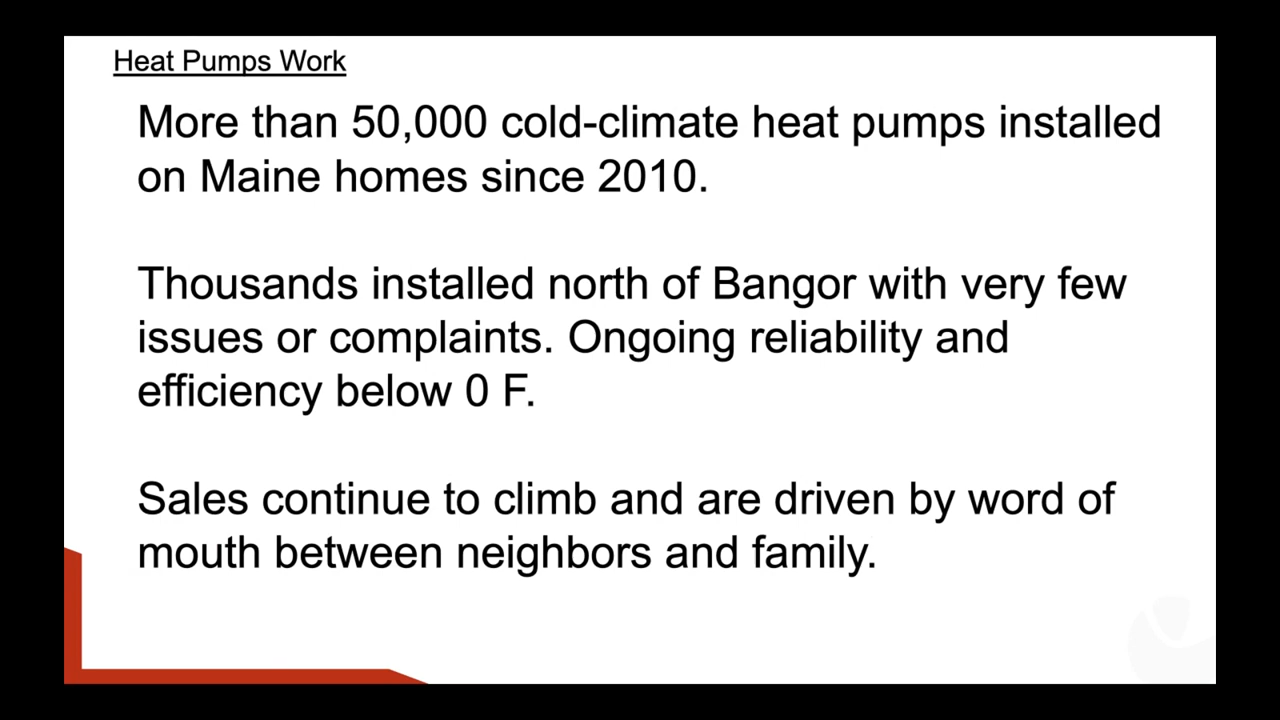 Heat Pumps Work
More than 50,000 cold-climate heat pumps installed
on Maine homes since 2010.
Thousands installed north of Bangor with very few
issues or complaints. Ongoing reliability and
efficiency below 0 F.
Sales continue to climb and are driven by word of
mouth between neighbors and family.